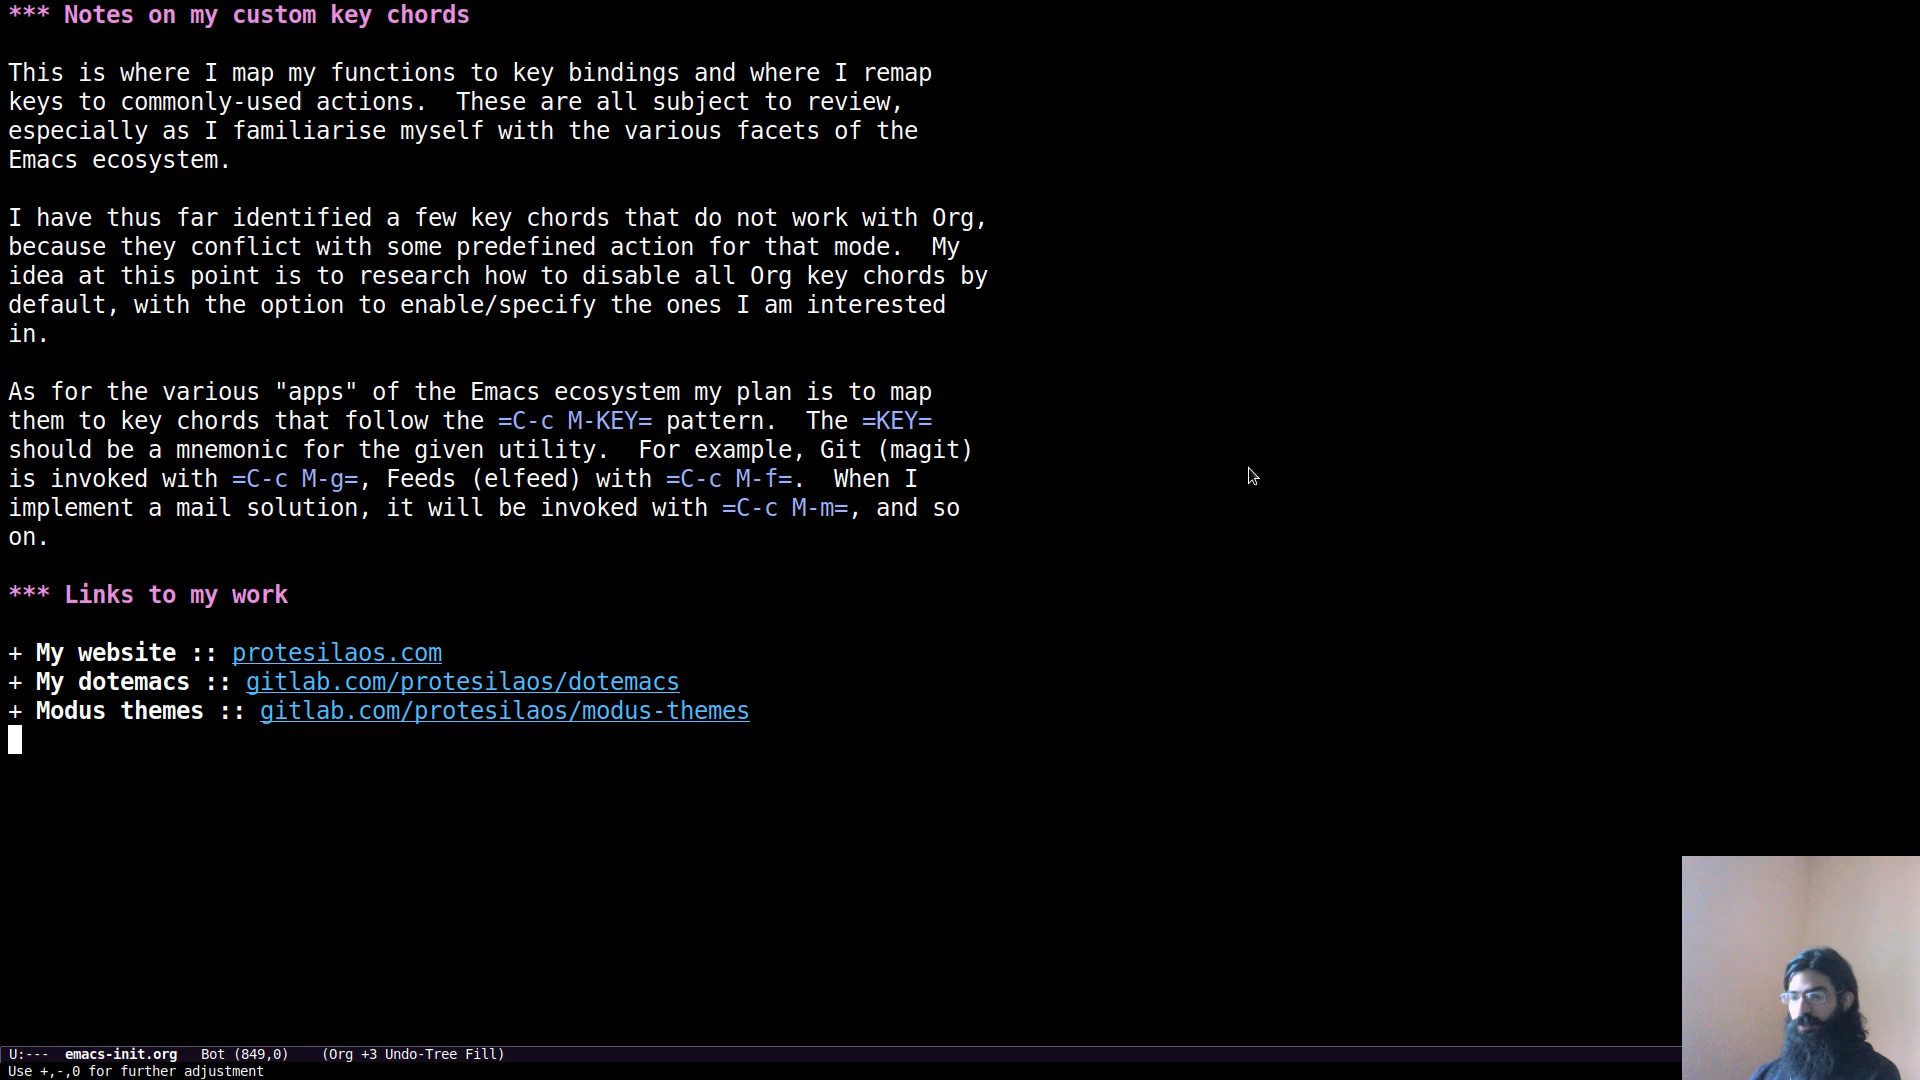 *** Notes on my custom key chords
This is where I map my functions to key bindings and where I remap
keys to commonly-used actions.  These are all subject to review,
especially as I familiarise myself with the various facets of the
Emacs ecosystem.
I have thus far identified a few key chords that do not work with Org,
because they conflict with some predefined action for that mode.  My
idea at this point is to research how to disable all Org key chords by
default, with the option to enable/specify the ones I am interested
in.
As for the various "apps" of the Emacs ecosystem my plan is to map
them to key chords that follow the =C-c M-KEY= pattern.  The =KEY=
should be a mnemonic for the given utility.  For example, Git (magit)
is invoked with =C-c M-g=, Feeds (elfeed) with =C-c M-f=.  When I
implement a mail solution, it will be invoked with =C-c M-m=, and so
on.
*** Links to my work
+ My website :: protesilaos.com
+ My dotemacs :: gitlab.com/protesilaos/dotemacs
+ Modus themes :: gitlab.com/protesilaos/modus-themes
U:---  emacs-init.org   Bot (849,0)    (Org +3 Undo-Tree Fill)
Use +,-,0 for further adjustment